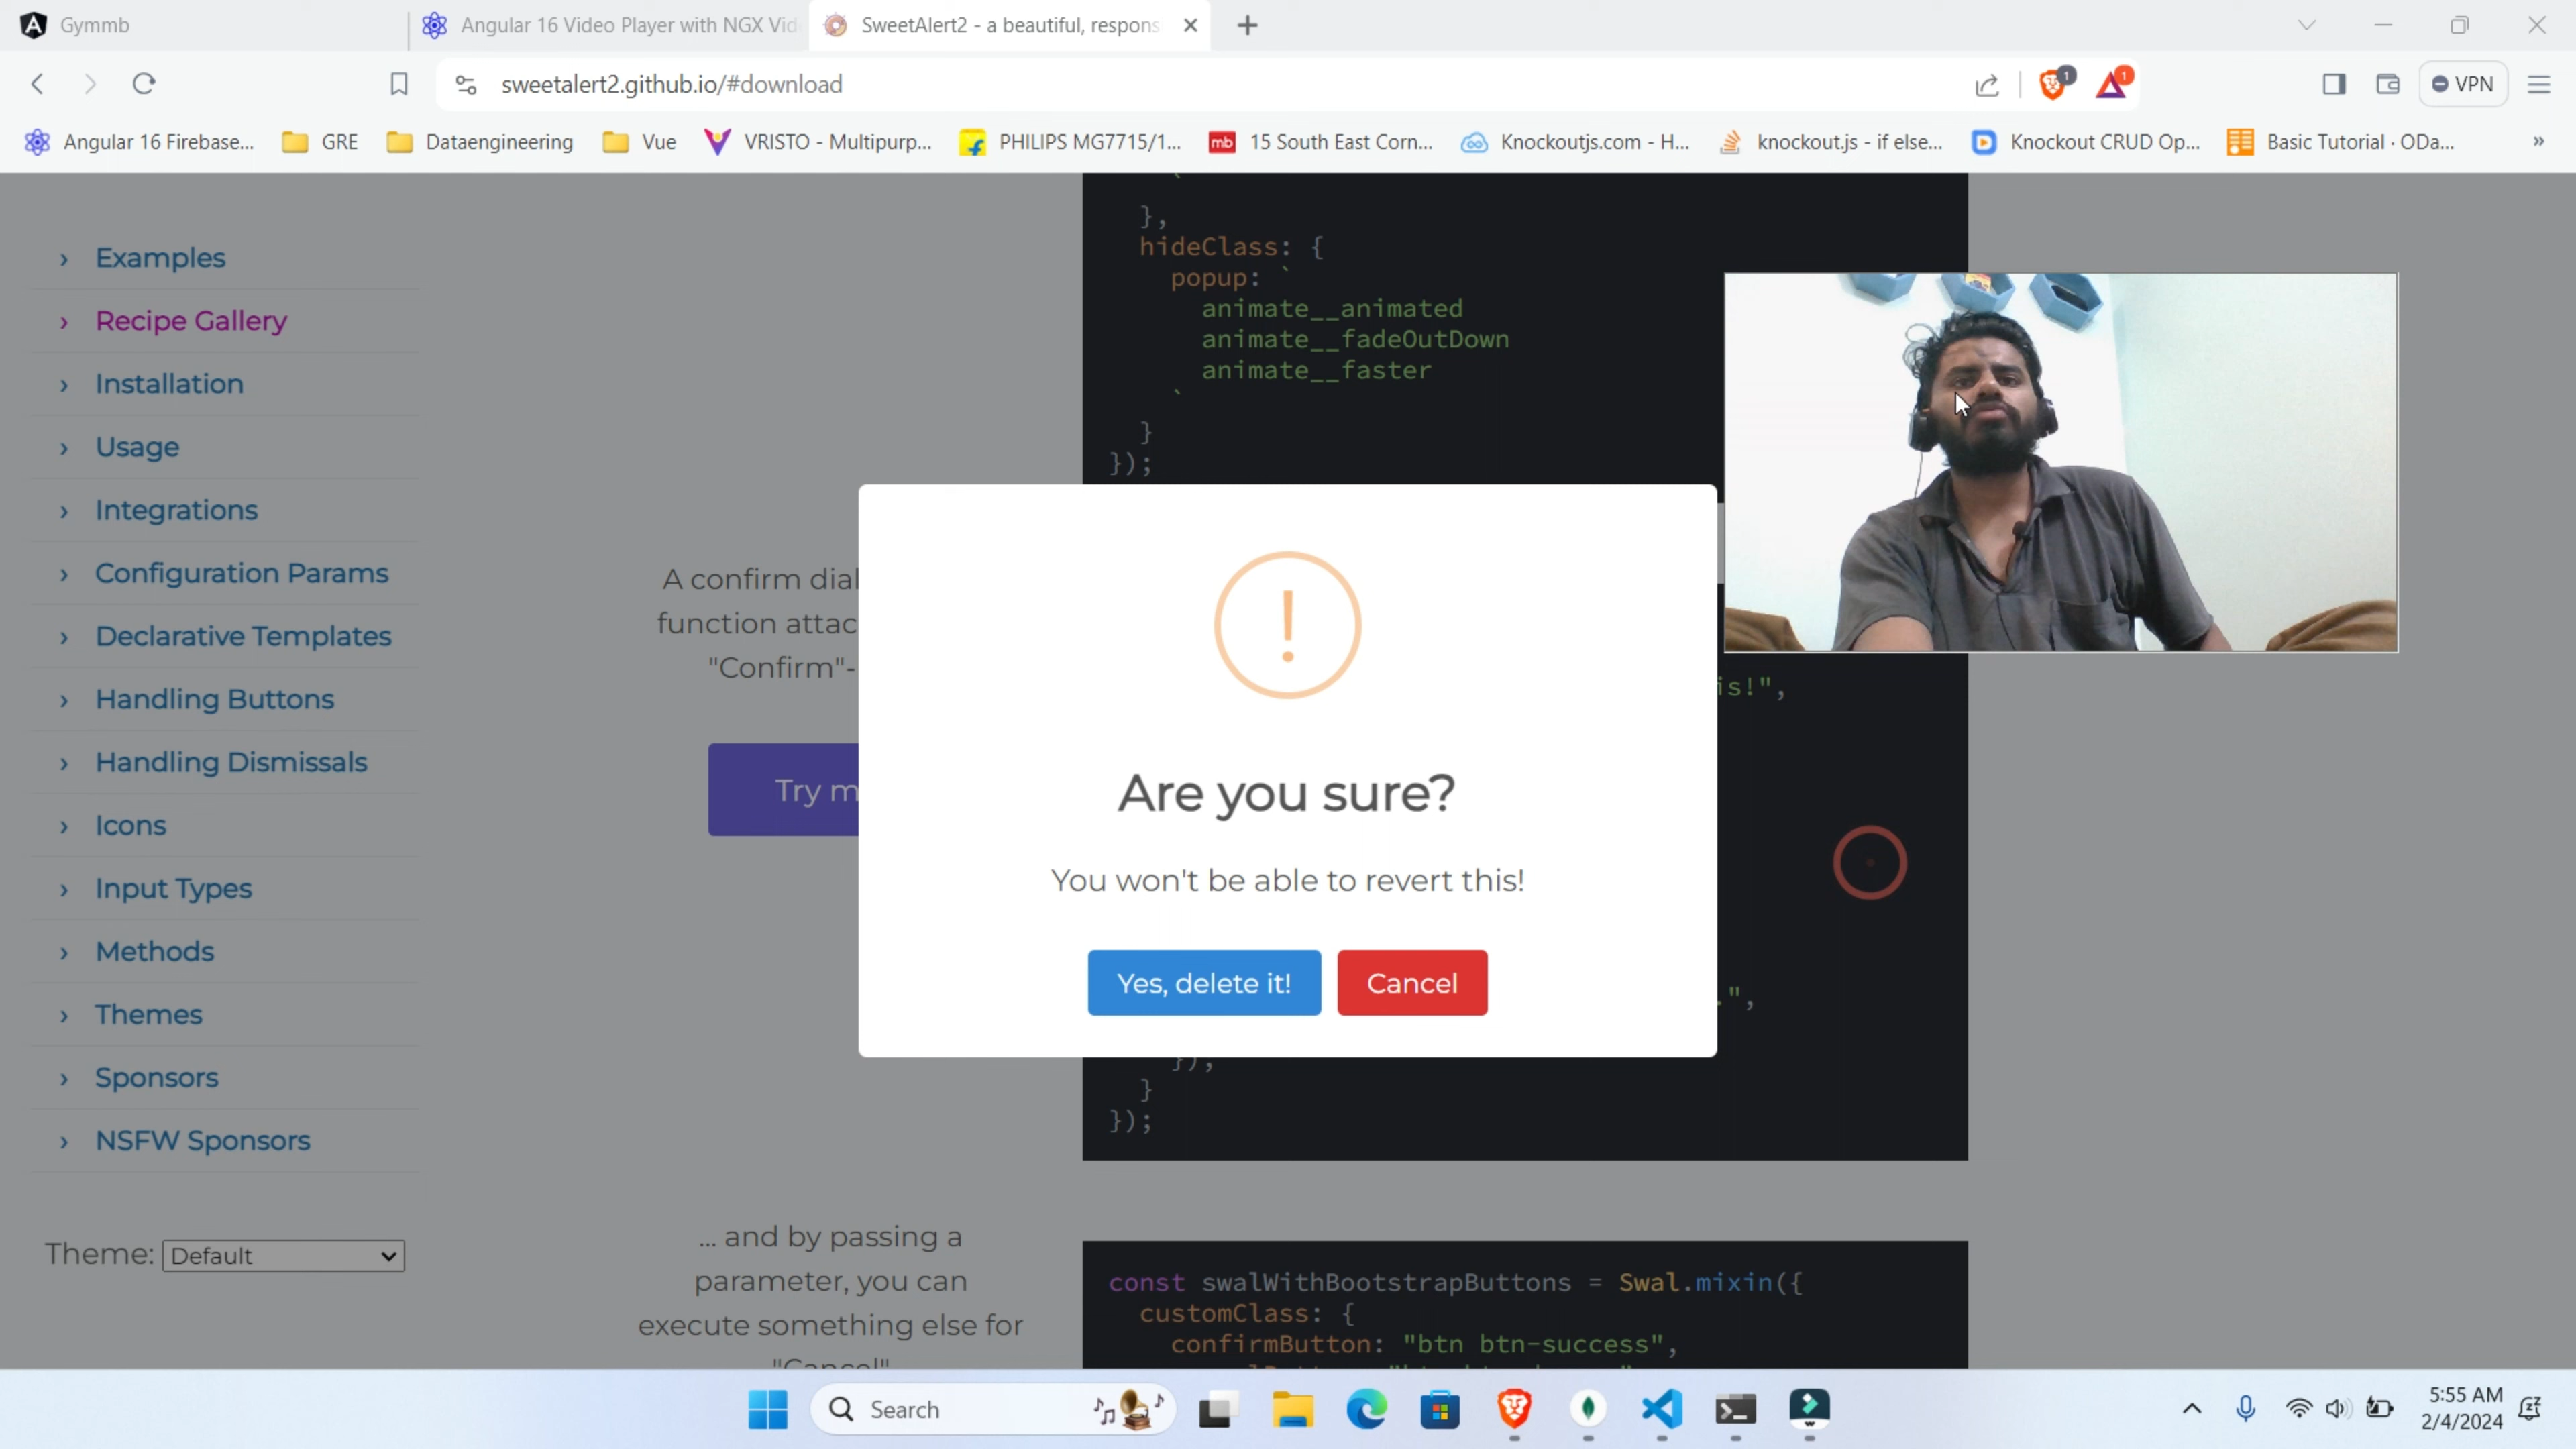 Gymmb
Angular 16 Video Player with NGX Vid
SweetAlert2 - a beautiful, respons
sweetalert2.github.io/#download
1
1
VPN
Angular 16 Firebase...
GRE
Dataengineering
Vue
VRISTO - Multipurp...
PHILIPS MG7715/1...
mb
15 South East Corn...
Knockoutjs.com - H...
knockout.js - if else...
Knockout CRUD Op...
Basic Tutorial · ODa...
»
› Examples
› Recipe Gallery
› Installation
› Usage
› Integrations
› Configuration Params
› Declarative Templates
› Handling Buttons
› Handling Dismissals
› Icons
› Input Types
› Methods
› Themes
› Sponsors
› NSFW Sponsors
Theme: Default
`
},
hideClass: {
popup: `
animate__animated
animate__fadeOutDown
animate__faster
`
}
});
A confirm dial
function attac
"Confirm"-
Try m
is!",
!
Are you sure?
You won't be able to revert this!
Yes, delete it!
Cancel
.",
});
}
});
... and by passing a
parameter, you can
execute something else for
"Cancel"
const swalWithBootstrapButtons = Swal.mixin({
customClass: {
confirmButton: "btn btn-success",
Search
5:55 AM
2/4/2024